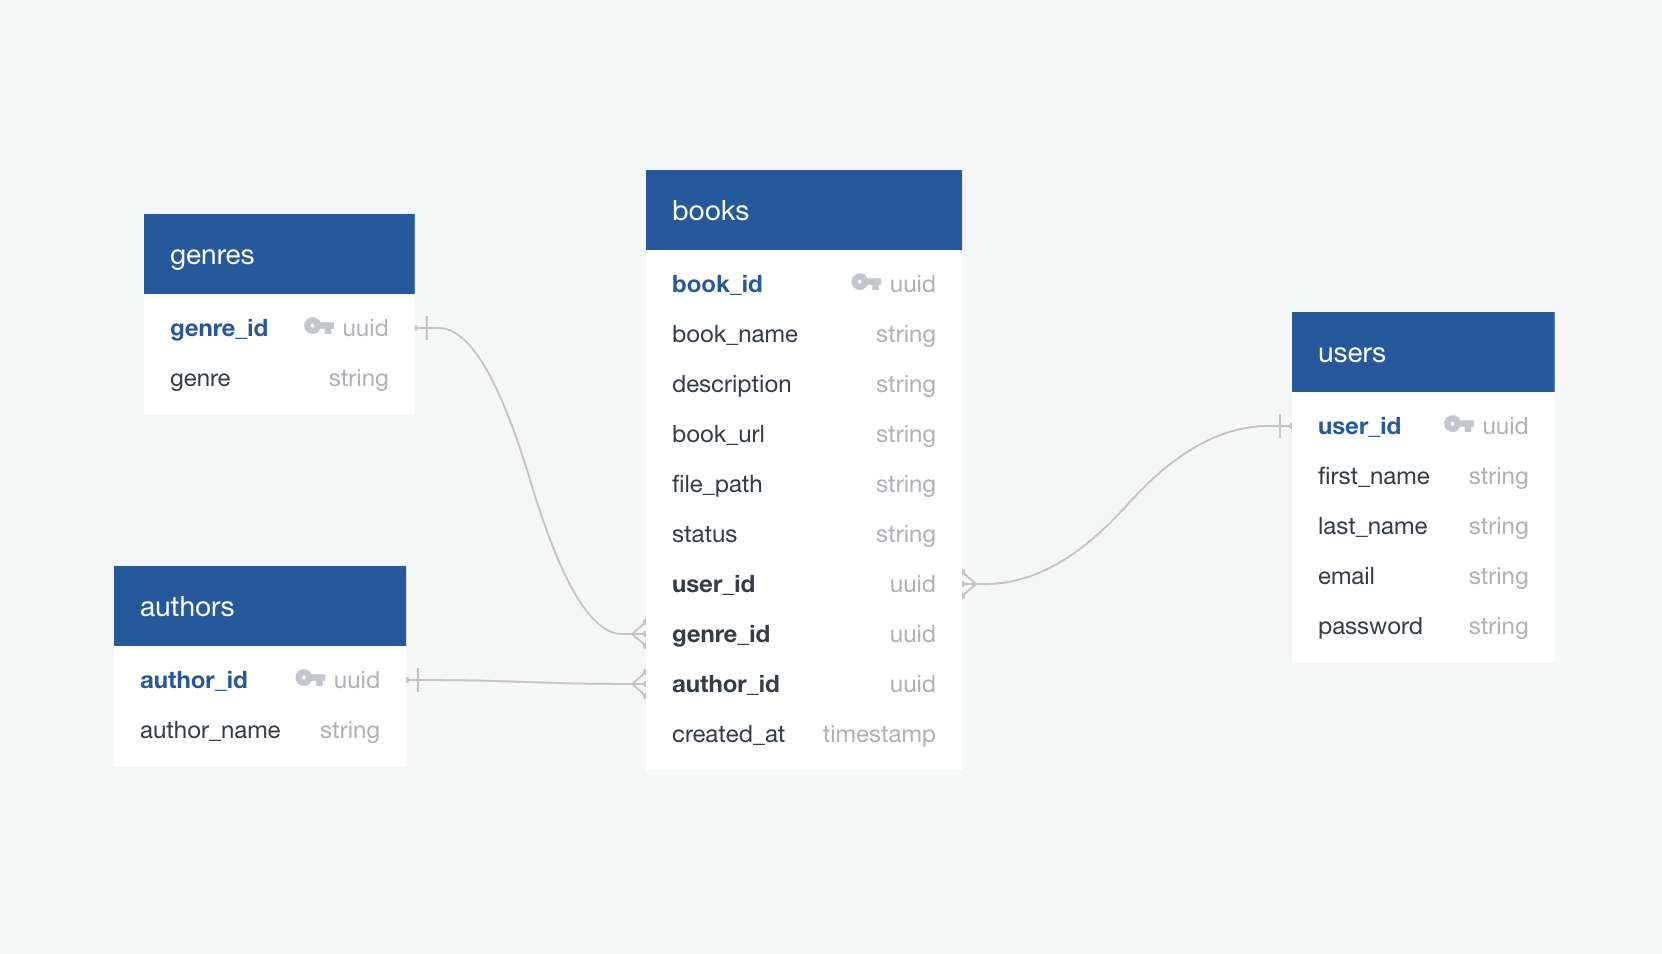 genres
genre_id uuid
genre string
authors
author_id uuid
author_name string
books
book_id uuid
book_name string
description string
book_url string
file_path string
status string
user_id uuid
genre_id uuid
author_id uuid
created_at timestamp
users
user_id uuid
first_name string
last_name string
email string
password string